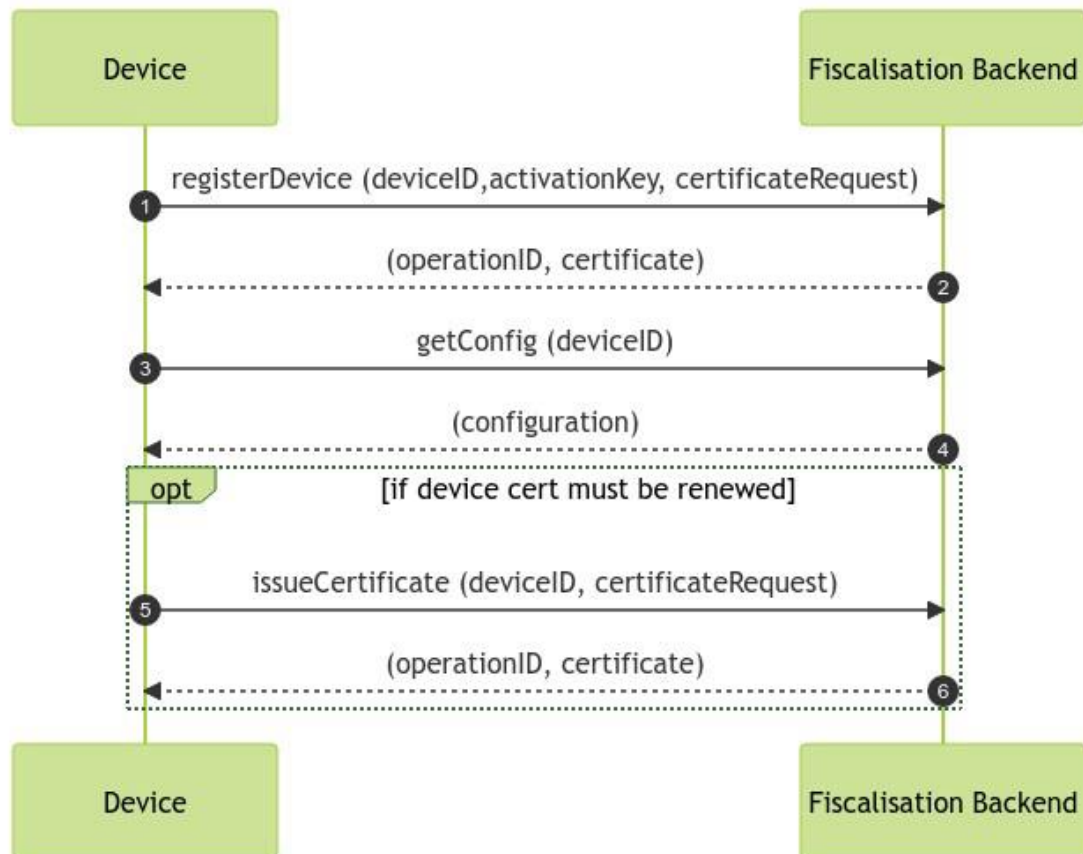 Device
Fiscalisation Backend
registerDevice (deviceID,activationKey, certificateRequest)
1
(operationID, certificate)
2
getConfig (deviceID)
3
(configuration)
4
opt
[if device cert must be renewed]
issueCertificate (deviceID, certificateRequest)
5
(operationID, certificate)
6
Device
Fiscalisation Backend